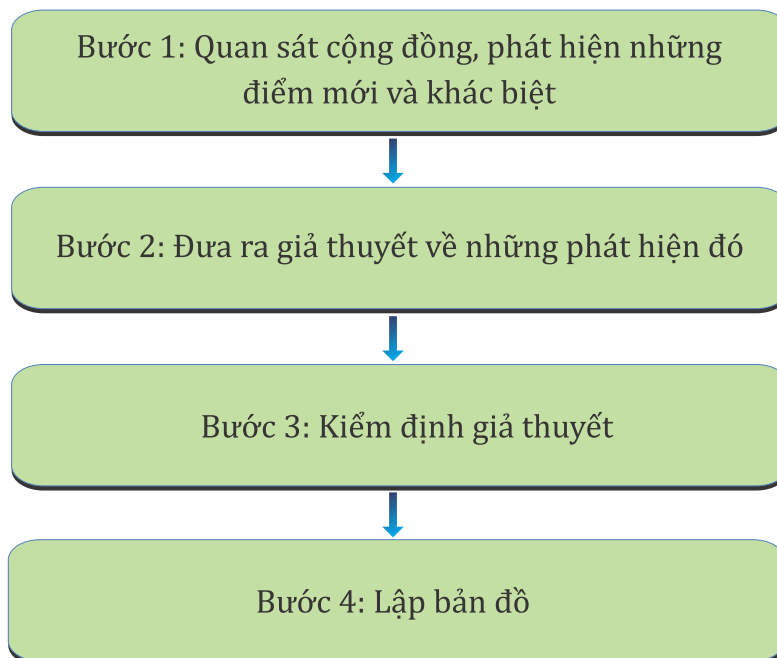 Bước 1: Quan sát cộng đồng, phát hiện những
điểm mới và khác biệt
Bước 2: Đưa ra giả thuyết về những phát hiện đó
Bước 3: Kiểm định giả thuyết
Bước 4: Lập bản đồ